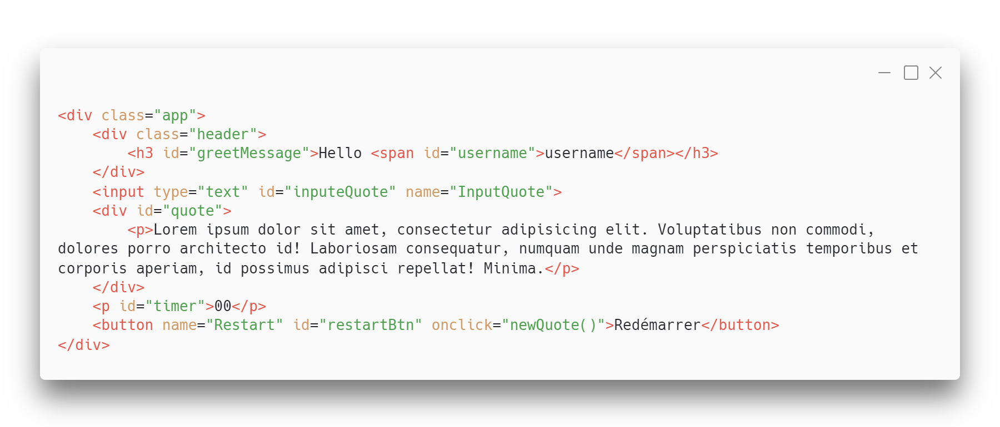 <div class="app">
    <div class="header">
        <h3 id="greetMessage">Hello <span id="username">username</span></h3>
    </div>
    <input type="text" id="inputeQuote" name="InputQuote">
    <div id="quote">
        <p>Lorem ipsum dolor sit amet, consectetur adipisicing elit. Voluptatibus non commodi,
dolores porro architecto id! Laboriosam consequatur, numquam unde magnam perspiciatis temporibus et
corporis aperiam, id possimus adipisci repellat! Minima.</p>
    </div>
    <p id="timer">00</p>
    <button name="Restart" id="restartBtn" onclick="newQuote()">Redémarrer</button>
</div>